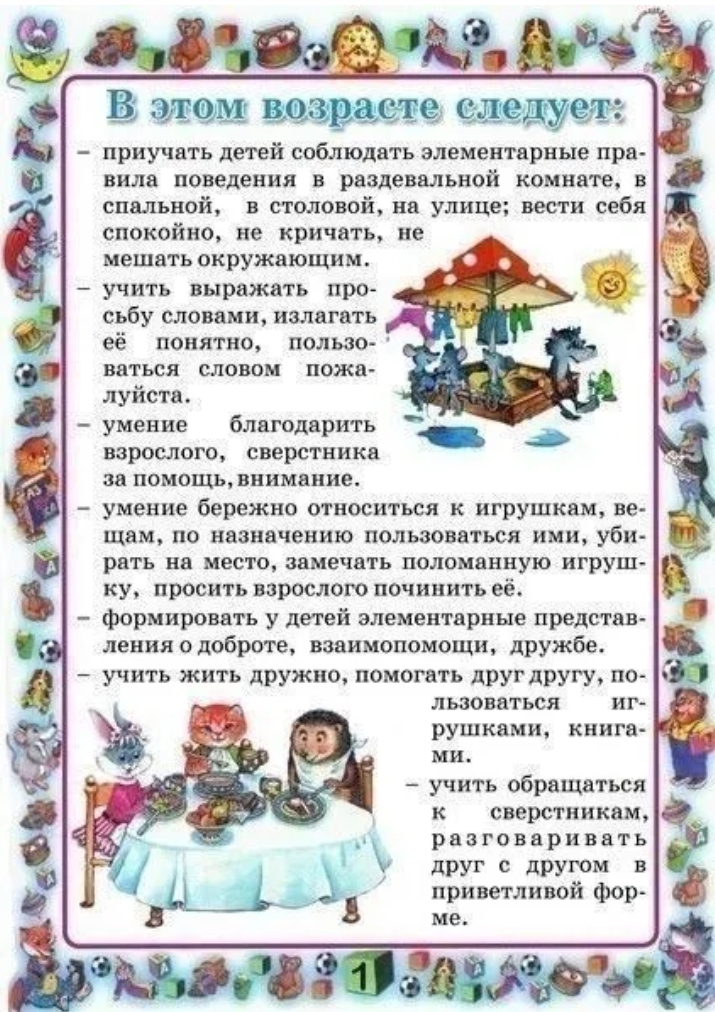 В этом возрасте следует:
– приучать детей соблюдать элементарные пра-
вила поведения в раздевальной комнате, в
спальной, в столовой, на улице; вести себя
спокойно, не кричать, не
мешать окружающим.
– учить выражать про-
сьбу словами, излагать
её понятно, пользо-
ваться словом пожа-
луйста.
– умение благодарить
взрослого, сверстника
за помощь, внимание.
– умение бережно относиться к игрушкам, ве-
щам, по назначению пользоваться ими, уби-
рать на место, замечать поломанную игруш-
ку, просить взрослого починить её.
– формировать у детей элементарные представ-
ления о доброте, взаимопомощи, дружбе.
– учить жить дружно, помогать друг другу, по-
льзоваться иг-
рушками, книга-
ми.
– учить обращаться
к сверстникам,
разговаривать
друг с другом в
приветливой фор-
ме.
1